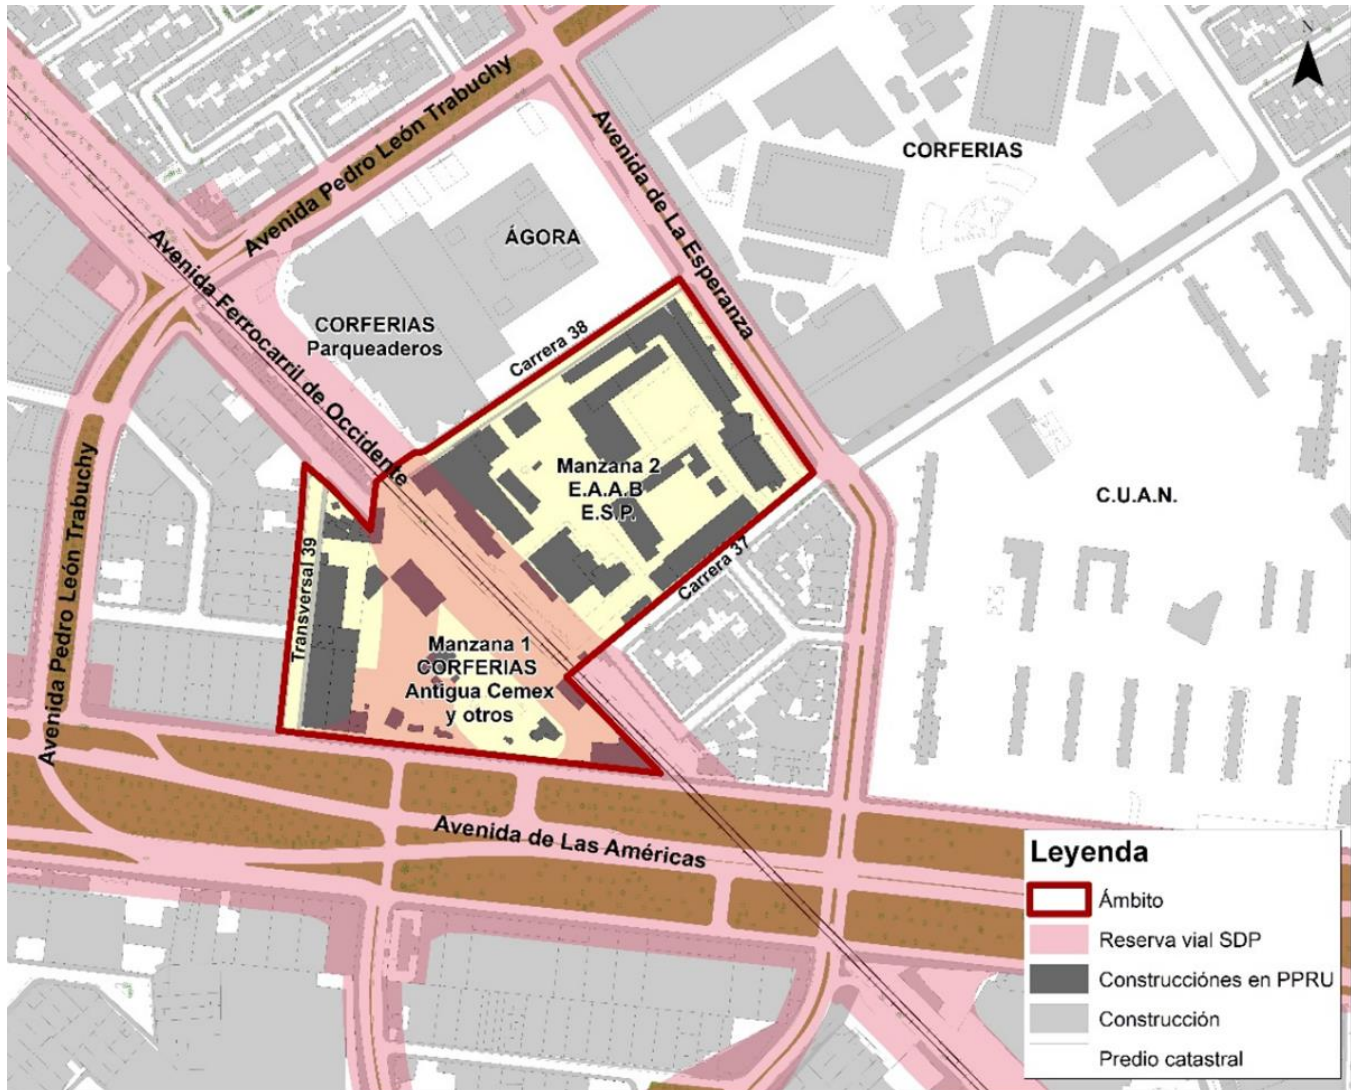 N
Avenida Pedro León Trabuchy
Avenida de La Esperanza
CORFERIAS
ÁGORA
Avenida Ferrocarril de Occidente
CORFERIAS
Parqueaderos
Carrera 38
Manzana 2
E.A.A.B
E.S.P.
C.U.A.N.
Avenida Pedro León Trabuchy
Transversal 39
Carrera 37
Manzana 1
CORFERIAS
Antigua Cemex
y otros
Avenida de Las Américas
Leyenda
Ámbito
Reserva vial SDP
Construcciónes en PPRU
Construcción
Predio catastral